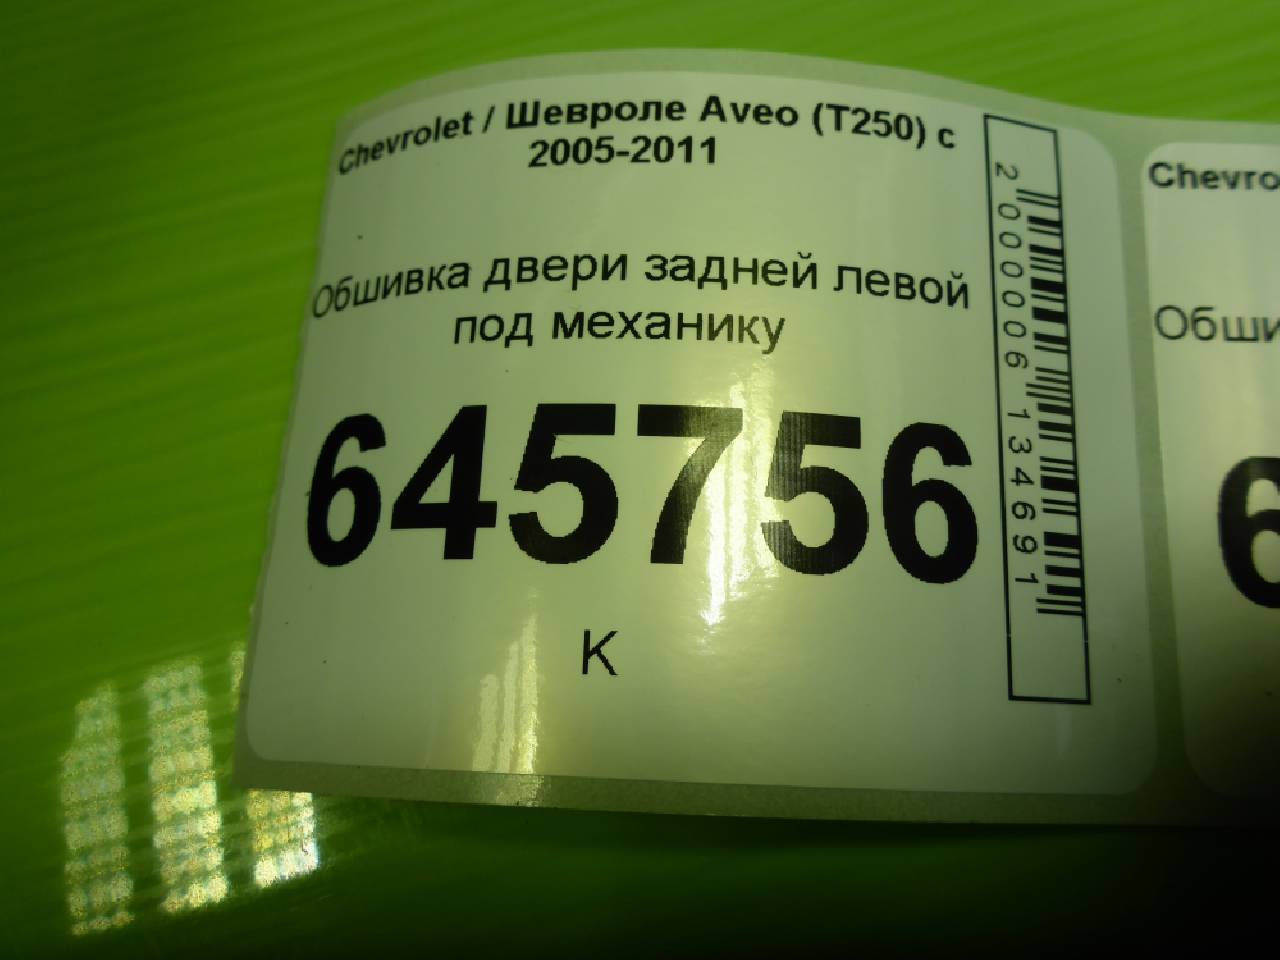 Chevrolet / Шевроле Aveo (T250) с
2005-2011
Обшивка двери задней левой
под механику
645756
К
2000006134691
Chevro
Обши
6